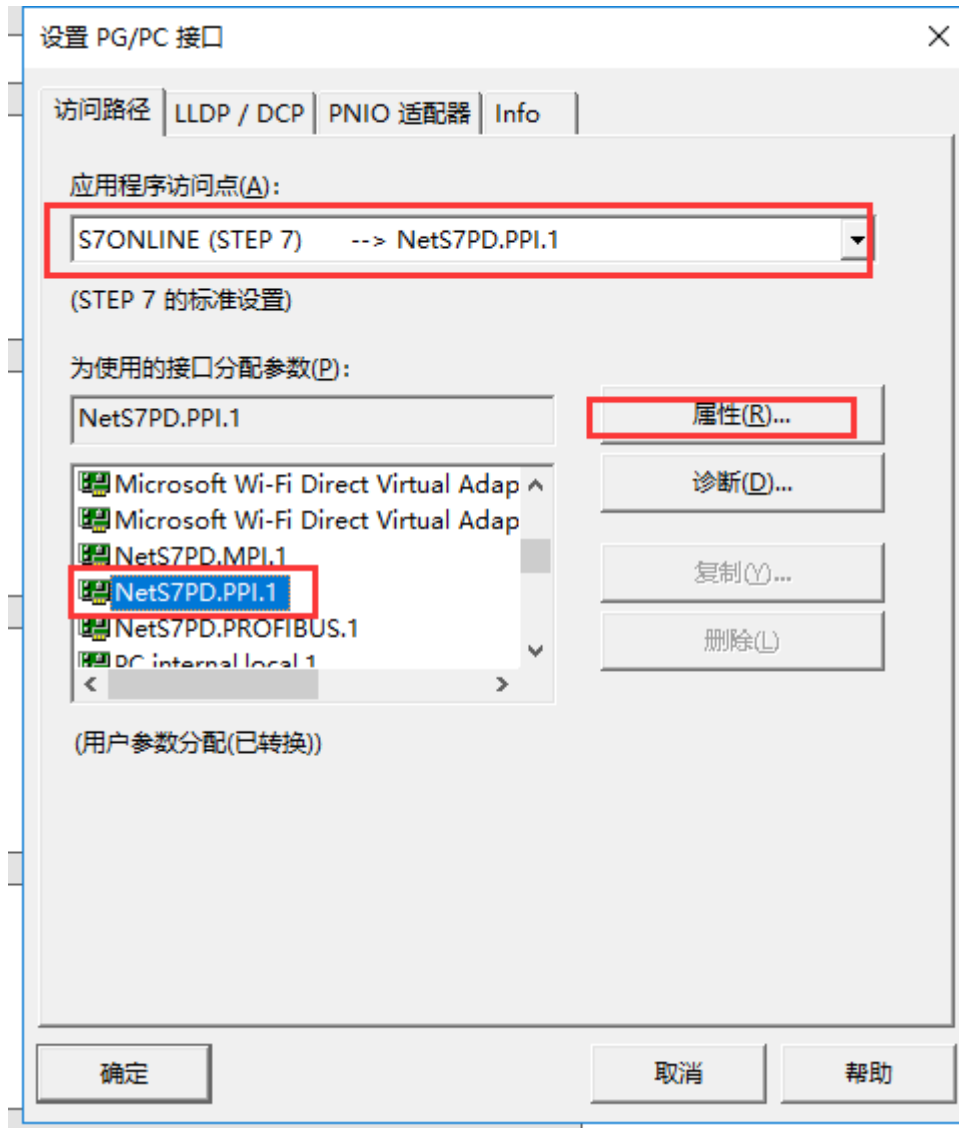 设置 PG/PC 接口
访问路径 LLDP / DCP PNIO 适配器 Info
应用程序访问点(A):
S7ONLINE (STEP 7) --> NetS7PD.PPI.1
(STEP 7 的标准设置)
为使用的接口分配参数(P):
NetS7PD.PPI.1
属性(R)...
Microsoft Wi-Fi Direct Virtual Adap
Microsoft Wi-Fi Direct Virtual Adap
NetS7PD.MPI.1
NetS7PD.PPI.1
NetS7PD.PROFIBUS.1
PC internal local 1
诊断(D)...
复制(Y)...
删除(L)
(用户参数分配(已转换))
确定 取消 帮助